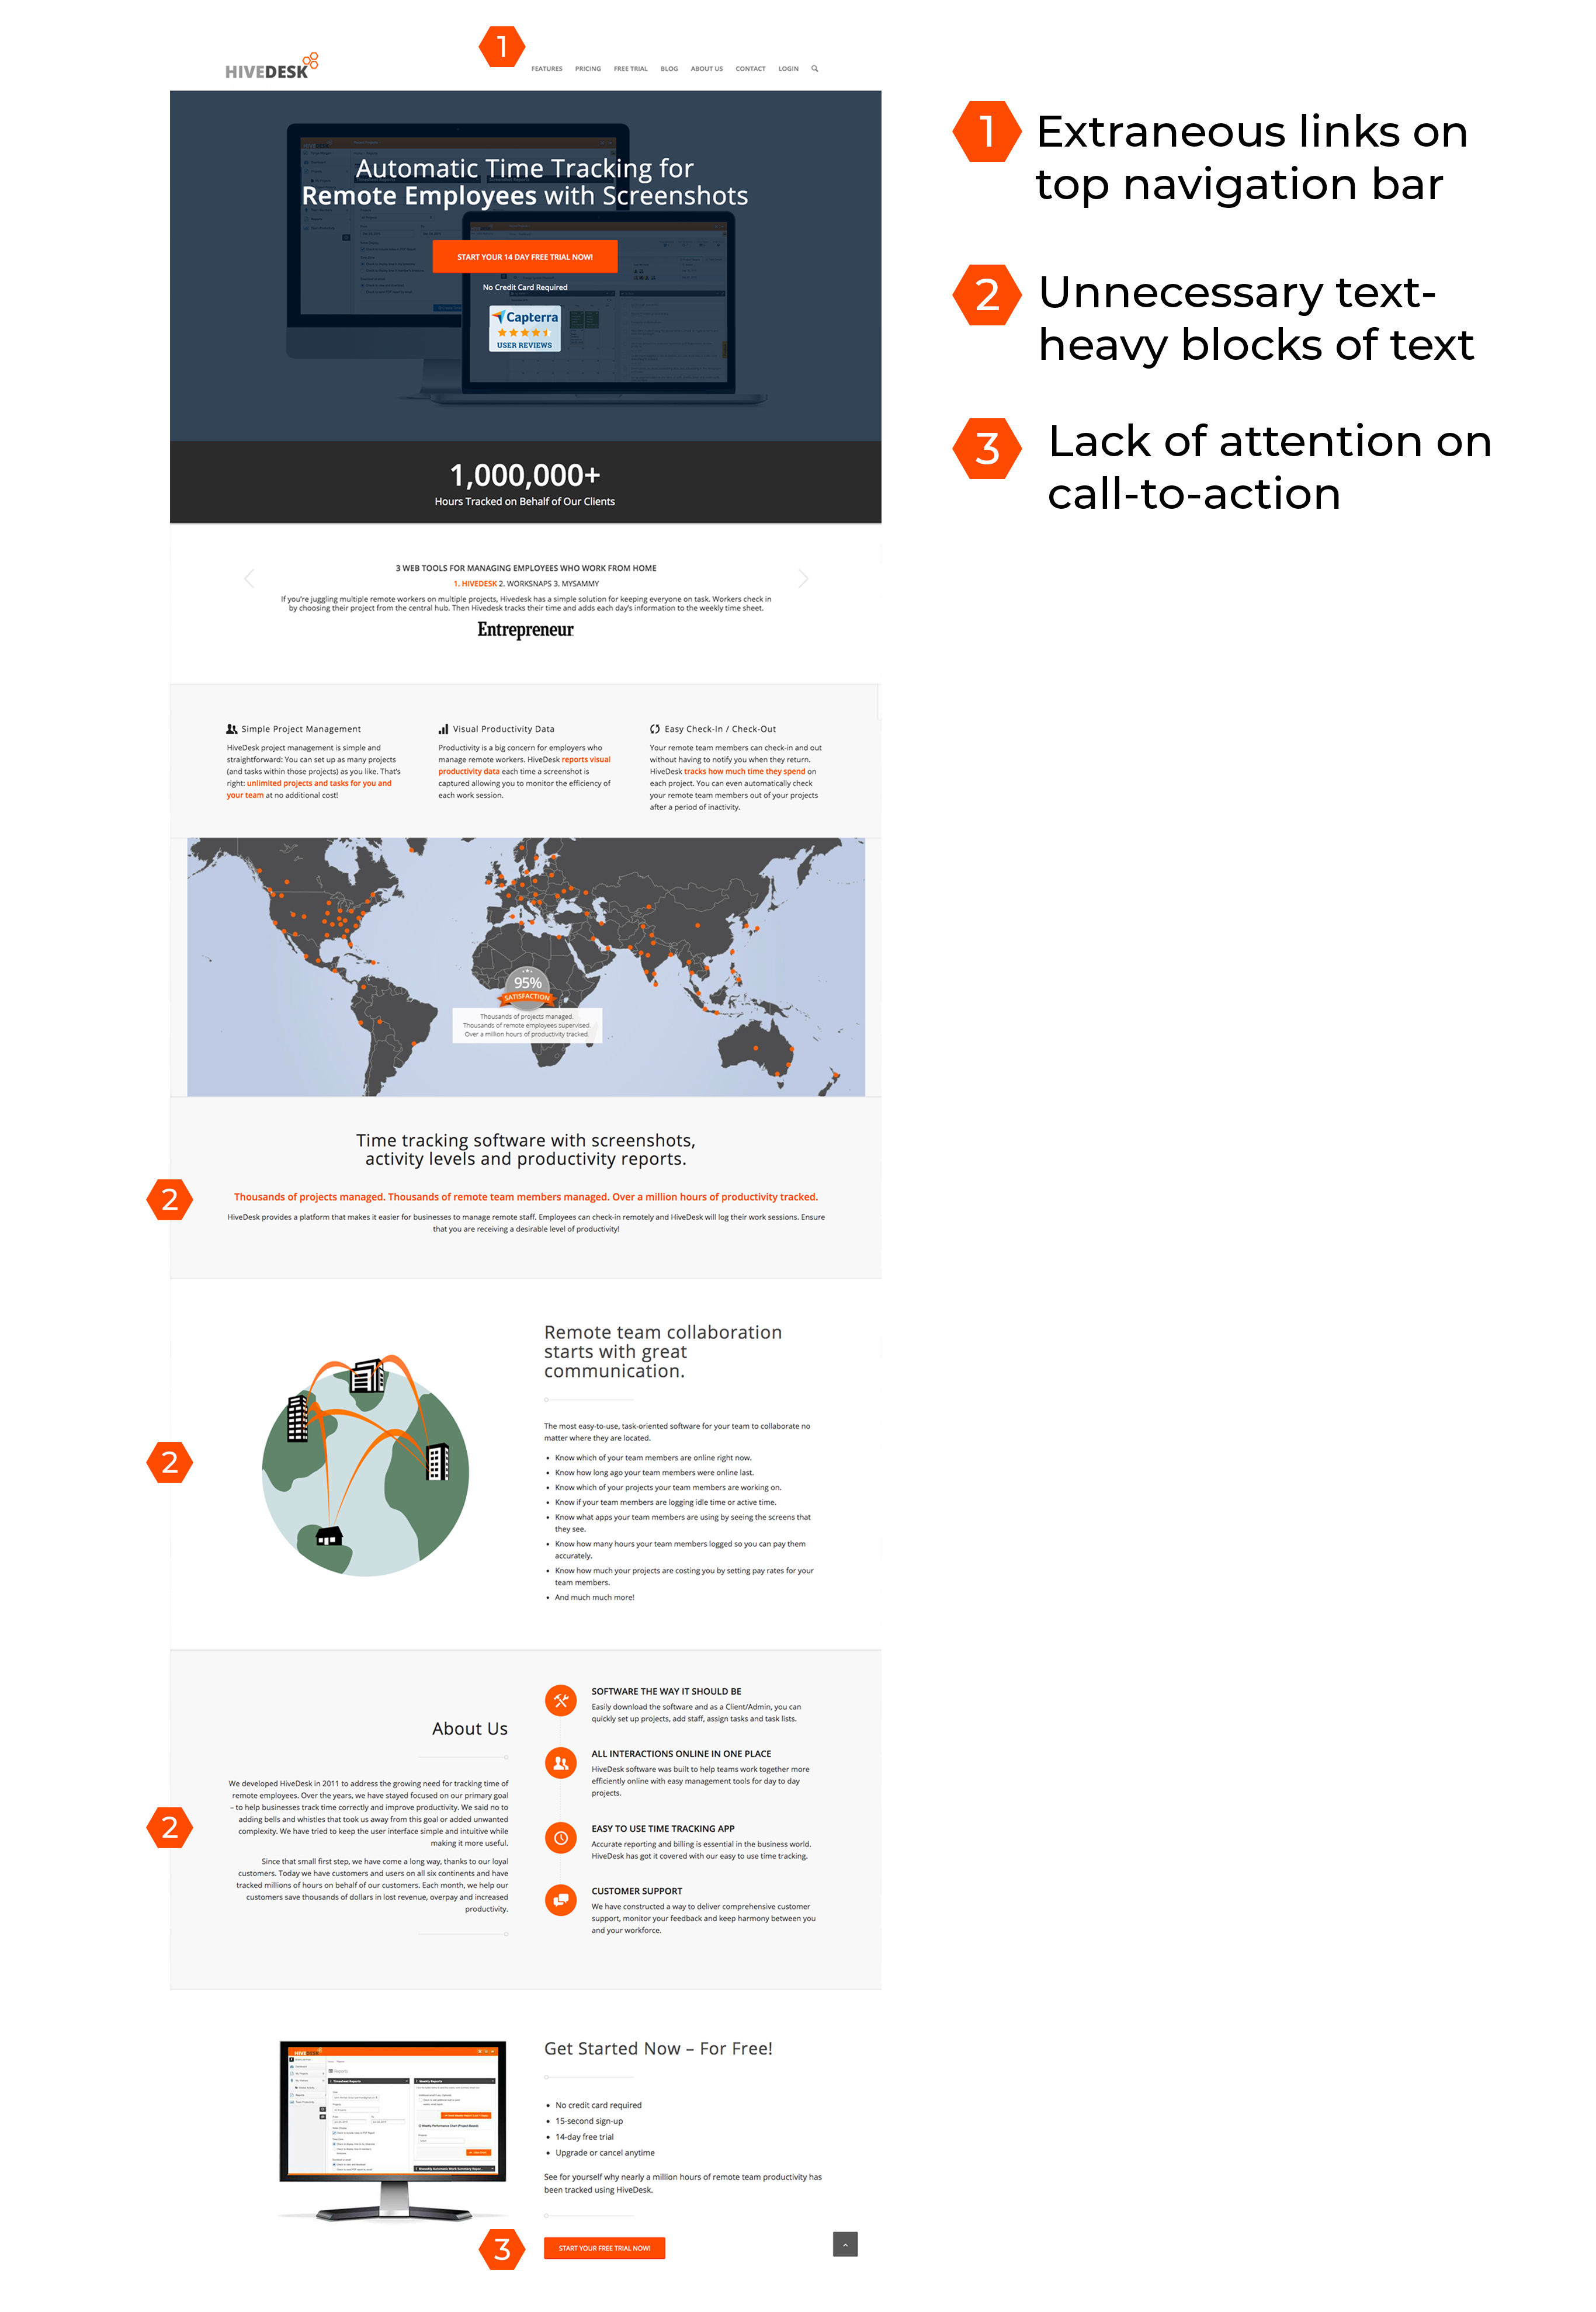 1
HIVEDESK
FEATURES PRICING FREE TRIAL BLOG ABOUT US CONTACT LOGIN
Automatic Time Tracking for
Remote Employees with Screenshots
START YOUR 14 DAY FREE TRIAL NOW!
No Credit Card Required
Capterra
USER REVIEWS
1,000,000+
Hours Tracked on Behalf of Our Clients
3 WEB TOOLS FOR MANAGING EMPLOYEES WHO WORK FROM HOME
1. HIVEDESK 2. WORKSNAPS 3. MYSAMMY
If you're juggling multiple remote workers on multiple projects, Hivedesk has a simple solution for keeping everyone on task. Workers check in
by choosing their project from the central hub. Then Hivedesk tracks their time and adds each day's information to the weekly time sheet.
Entrepreneur
Simple Project Management
HiveDesk project management is simple and
straightforward: You can set up as many projects
(and tasks within those projects) as you like. That's
right: unlimited projects and tasks for you and
your team at no additional cost!
Visual Productivity Data
Productivity is a big concern for employers who
manage remote workers. HiveDesk reports visual
productivity data each time a screenshot is
captured allowing you to monitor the efficiency of
each work session.
Easy Check-In / Check-Out
Your remote team members can check-in and out
without having to notify you when they return.
HiveDesk tracks how much time they spend on
each project. You can even automatically check
your remote team members out of your projects
after a period of inactivity.
95%
SATISFACTION
Thousands of projects managed.
Thousands of remote employees supervised.
Over a million hours of productivity tracked.
Time tracking software with screenshots,
activity levels and productivity reports.
2
Thousands of projects managed. Thousands of remote team members managed. Over a million hours of productivity tracked.
HiveDesk provides a platform that makes it easier for businesses to manage remote staff. Employees can check-in remotely and HiveDesk will log their work sessions. Ensure
that you are receiving a desirable level of productivity!
2
Remote team collaboration
starts with great
communication.
The most easy-to-use, task-oriented software for your team to collaborate no
matter where they are located.
• Know which of your team members are online right now.
• Know how long ago your team members were online last.
• Know which of your projects your team members are working on.
• Know if your team members are logging idle time or active time.
• Know what apps your team members are using by seeing the screens that
they see.
• Know how many hours your team members logged so you can pay them
accurately.
• Know how much your projects are costing you by setting pay rates for your
team members.
• And much much more!
2
About Us
We developed HiveDesk in 2011 to address the growing need for tracking time of
remote employees. Over the years, we have stayed focused on our primary goal
– to help businesses track time correctly and improve productivity. We said no to
adding bells and whistles that took us away from this goal or added unwanted
complexity. We have tried to keep the user interface simple and intuitive while
making it more useful.
Since that small first step, we have come a long way, thanks to our loyal
customers. Today we have customers and users on all six continents and have
tracked millions of hours on behalf of our customers. Each month, we help our
customers save thousands of dollars in lost revenue, overpay and increased
productivity.
SOFTWARE THE WAY IT SHOULD BE
Easily download the software and as a Client/Admin, you can
quickly set up projects, add staff, assign tasks and task lists.
ALL INTERACTIONS ONLINE IN ONE PLACE
HiveDesk software was built to help teams work together more
efficiently online with easy management tools for day to day
projects.
EASY TO USE TIME TRACKING APP
Accurate reporting and billing is essential in the business world.
HiveDesk has got it covered with our easy to use time tracking.
CUSTOMER SUPPORT
We have constructed a way to deliver comprehensive customer
support, monitor your feedback and keep harmony between you
and your workforce.
Get Started Now – For Free!
• No credit card required
• 15-second sign-up
• 14-day free trial
• Upgrade or cancel anytime
See for yourself why nearly a million hours of remote team productivity has
been tracked using HiveDesk.
3
START YOUR FREE TRIAL NOW!
1 Extraneous links on
top navigation bar
2 Unnecessary text-
heavy blocks of text
3 Lack of attention on
call-to-action